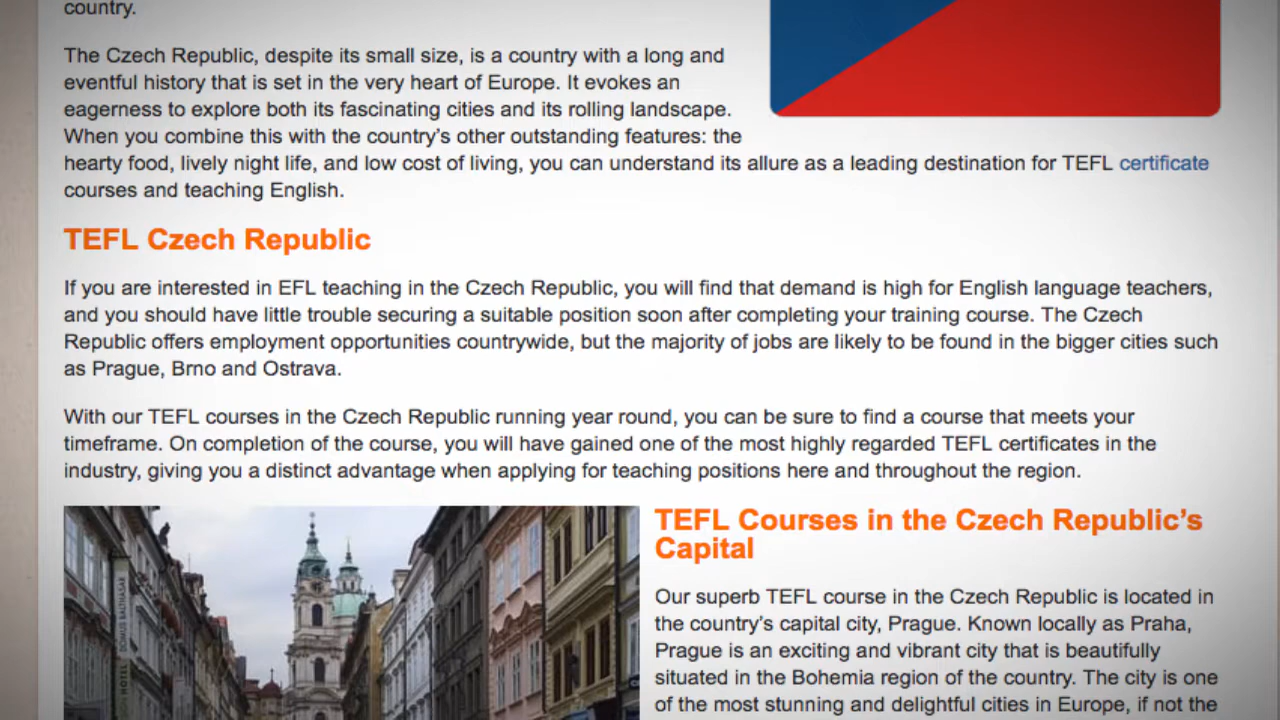 country.
The Czech Republic, despite its small size, is a country with a long and
eventful history that is set in the very heart of Europe. It evokes an
eagerness to explore both its fascinating cities and its rolling landscape.
When you combine this with the country's other outstanding features: the
hearty food, lively night life, and low cost of living, you can understand its allure as a leading destination for TEFL certificate
courses and teaching English.
TEFL Czech Republic
If you are interested in EFL teaching in the Czech Republic, you will find that demand is high for English language teachers,
and you should have little trouble securing a suitable position soon after completing your training course. The Czech
Republic offers employment opportunities countrywide, but the majority of jobs are likely to be found in the bigger cities such
as Prague, Brno and Ostrava.
With our TEFL courses in the Czech Republic running year round, you can be sure to find a course that meets your
timeframe. On completion of the course, you will have gained one of the most highly regarded TEFL certificates in the
industry, giving you a distinct advantage when applying for teaching positions here and throughout the region.
HOTEL DOMUS BALTHASAR
TEFL Courses in the Czech Republic's
Capital
Our superb TEFL course in the Czech Republic is located in
the country's capital city, Prague. Known locally as Praha,
Prague is an exciting and vibrant city that is beautifully
situated in the Bohemia region of the country. The city is one
of the most stunning and delightful cities in Europe, if not the